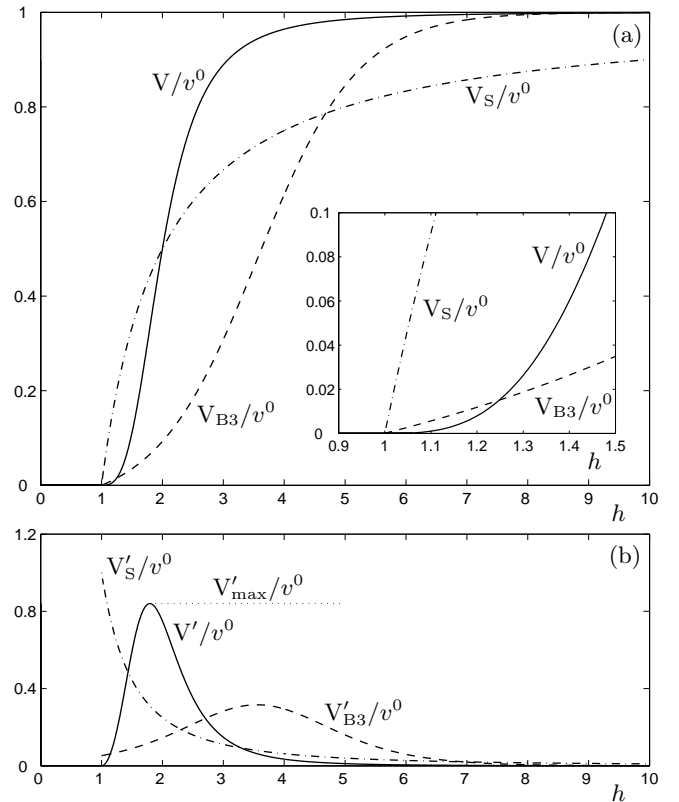 1
(a)
V/v⁰
V_S/v⁰
0.8
0.6
0.4
0.2
0
V_B3/v⁰
0.1
0.08
0.06
0.04
0.02
0
V/v⁰
V_S/v⁰
V_B3/v⁰
0.9 1 1.1 1.2 1.3 1.4 1.5
h
0 1 2 3 4 5 6 7 8 9 10
h
1.2
(b)
V′_S/v⁰
V′_max/v⁰
0.8
V′/v⁰
0.4
V′_B3/v⁰
0
0 1 2 3 4 5 6 7 8 9 10
h